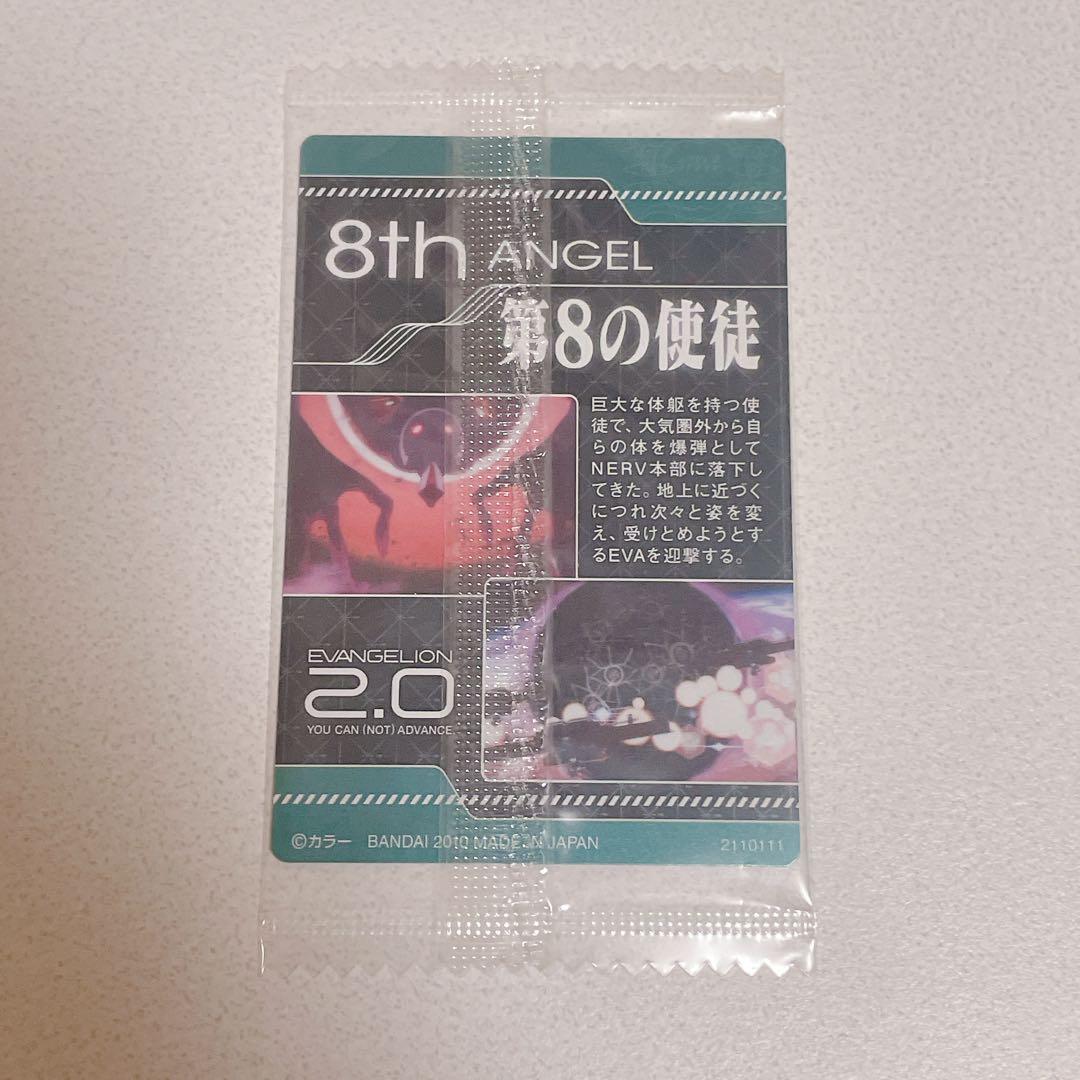 8th ANGEL
第8の使徒
巨大な体躯を持つ使
徒で、大気圏外から自
らの体を爆弾として
NERV本部に落下し
てきた。地上に近づく
につれ次々と姿を変
え、受けとめようとす
るEVAを迎撃する。
EVANGELION
2.0
YOU CAN (NOT) ADVANCE.
©カラー BANDAI 2010 MADE IN JAPAN
2110111